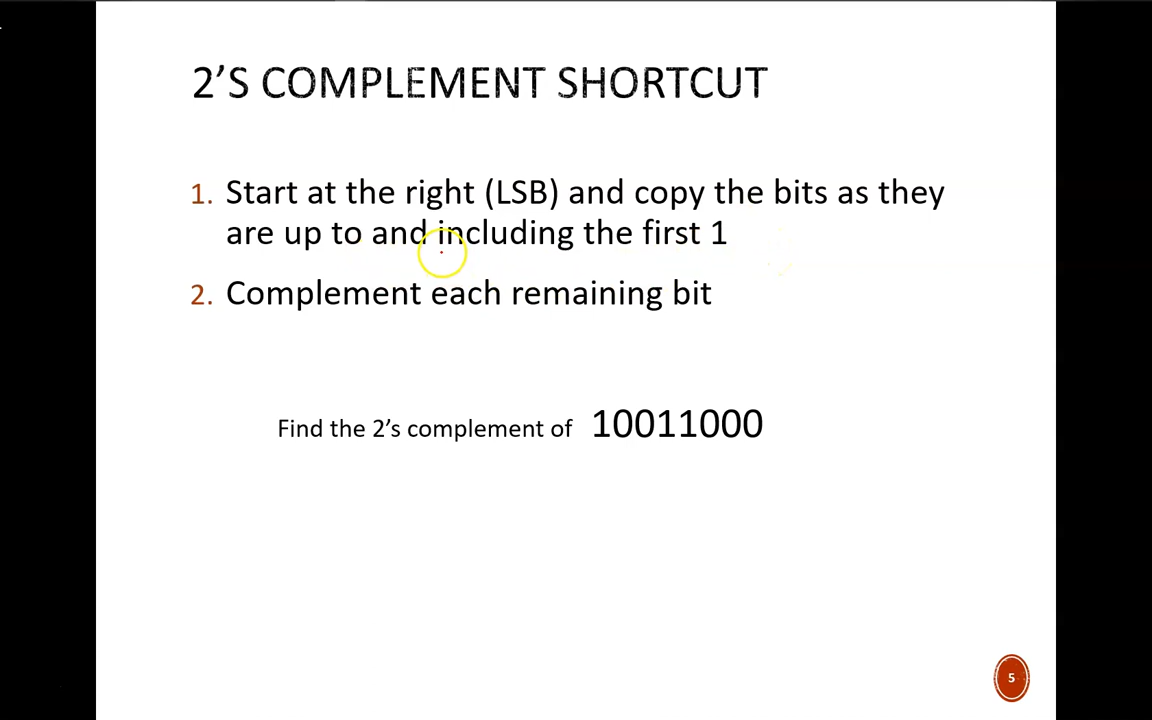 2'S COMPLEMENT SHORTCUT
1. Start at the right (LSB) and copy the bits as they
are up to and including the first 1
2. Complement each remaining bit
Find the 2's complement of 10011000
5